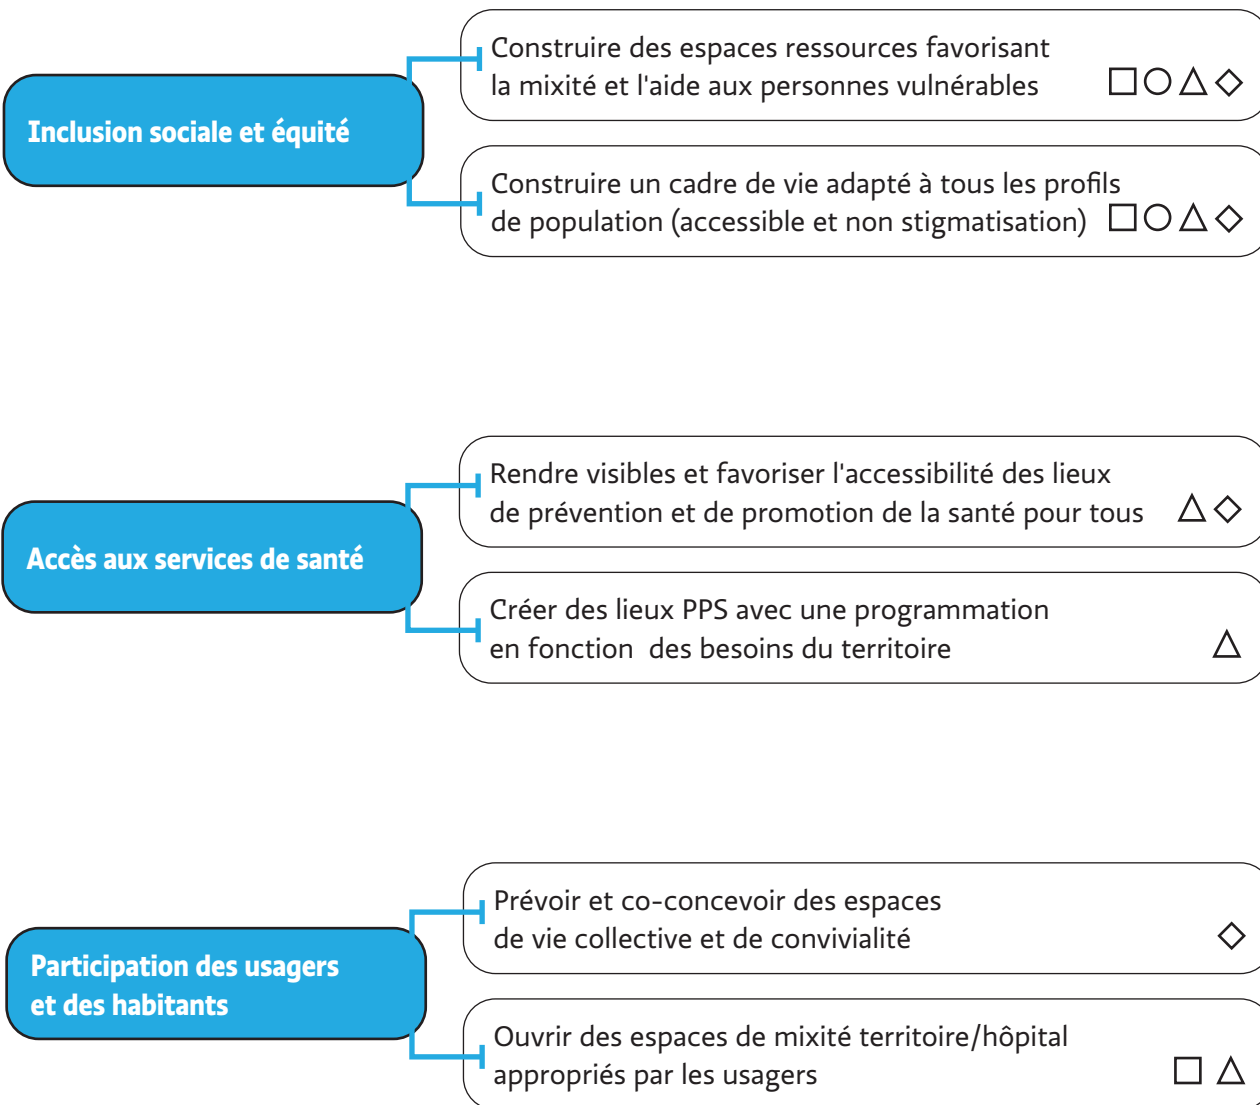 Inclusion sociale et équité
Construire des espaces ressources favorisant
la mixité et l'aide aux personnes vulnérables
Construire un cadre de vie adapté à tous les profils
de population (accessible et non stigmatisation)
Accès aux services de santé
Rendre visibles et favoriser l'accessibilité des lieux
de prévention et de promotion de la santé pour tous
Créer des lieux PPS avec une programmation
en fonction  des besoins du territoire
Participation des usagers
et des habitants
Prévoir et co-concevoir des espaces
de vie collective et de convivialité
Ouvrir des espaces de mixité territoire/hôpital
appropriés par les usagers